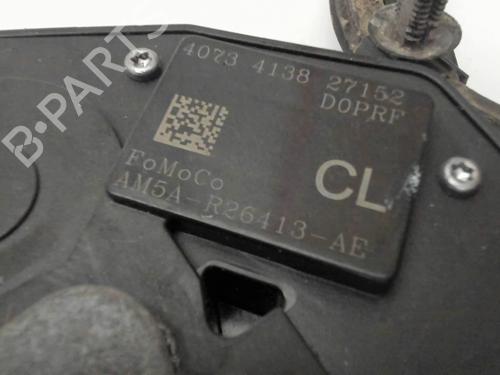 4073 4138 27152
D0PRF
FoMoCo
CL
AM5A-R26413-AE
B-PARTS